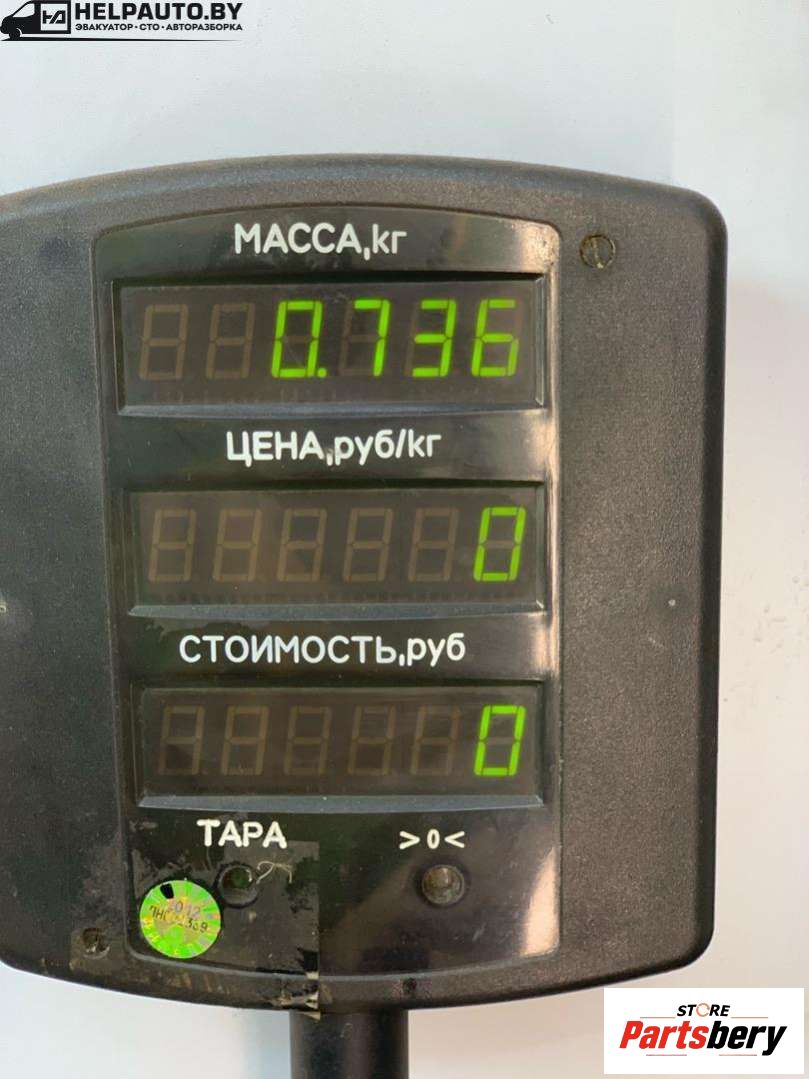 HELPAUTO.BY
ЭВАКУАТОР•СТО•АВТОРАЗБОРКА
МАССА,кг
0.736
ЦЕНА,руб/кг
0
СТОИМОСТЬ,руб
0
ТАРА >0<
STORE
Partsbery